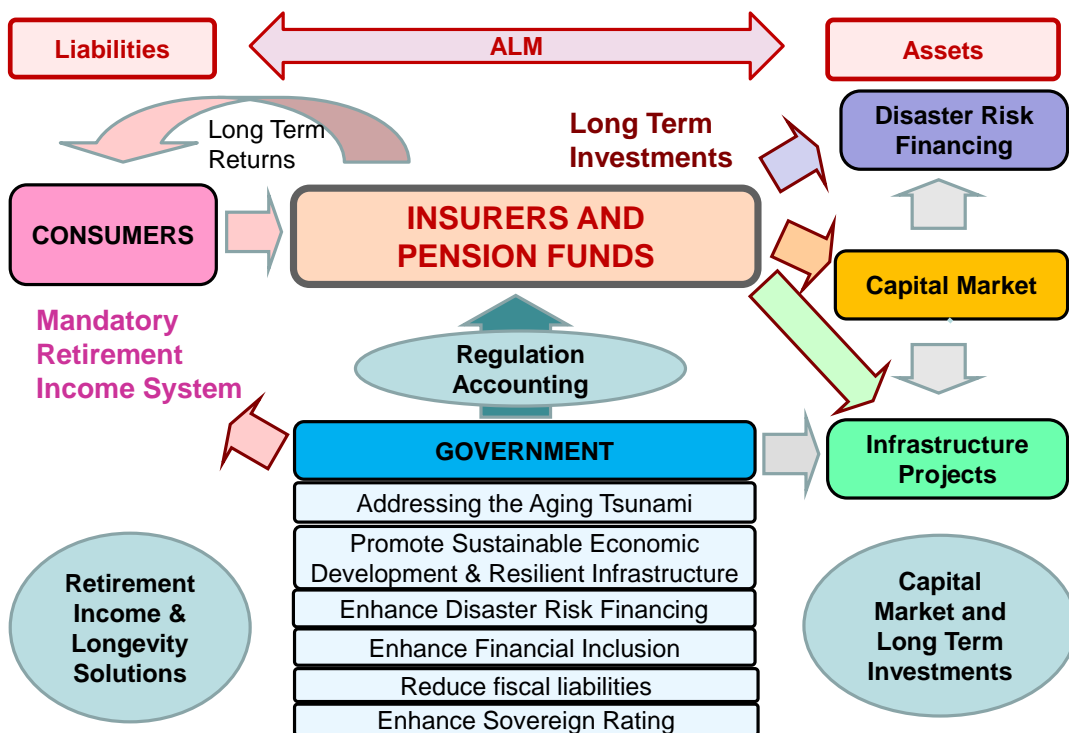 Liabilities
ALM
Assets
Long Term
Returns
Long Term
Investments
Disaster Risk
Financing
CONSUMERS
INSURERS AND
PENSION FUNDS
Capital Market
Mandatory
Retirement
Income System
Regulation
Accounting
GOVERNMENT
Infrastructure
Projects
Addressing the Aging Tsunami
Promote Sustainable Economic
Development & Resilient Infrastructure
Enhance Disaster Risk Financing
Enhance Financial Inclusion
Reduce fiscal liabilities
Enhance Sovereign Rating
Retirement
Income &
Longevity
Solutions
Capital
Market and
Long Term
Investments